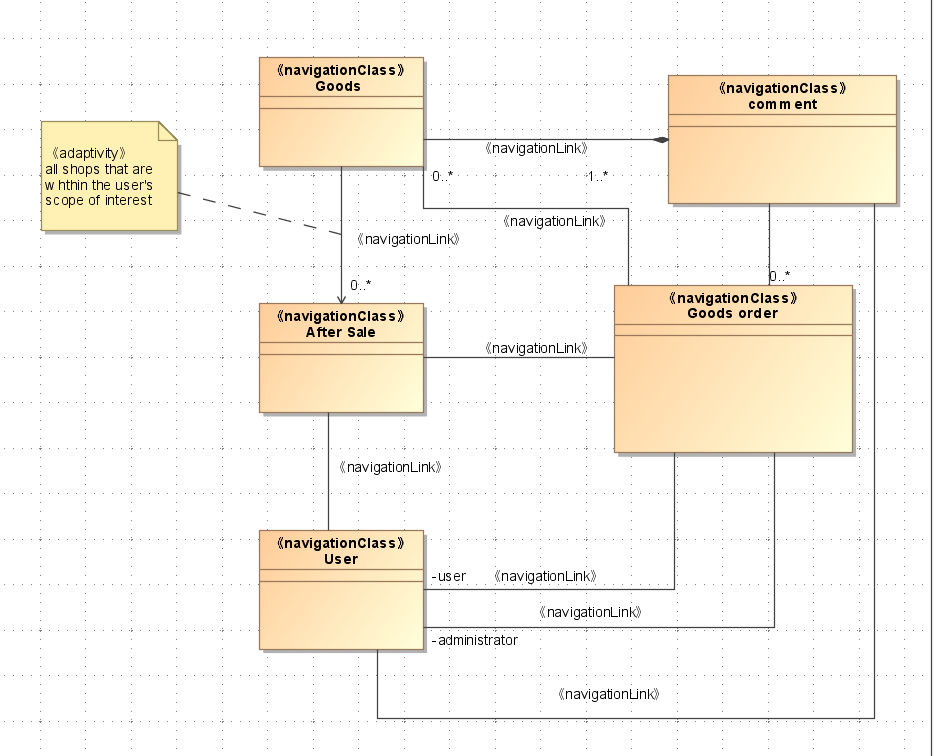 《navigationClass》
Goods
《navigationClass》
comment
《navigationLink》
《adaptivity》
all shops that are
whthin the user's
scope of interest
0..*
1..*
《navigationLink》
《navigationLink》
0..*
0..*
《navigationClass》
Goods order
《navigationClass》
After Sale
《navigationLink》
《navigationLink》
《navigationClass》
User
-user
《navigationLink》
《navigationLink》
-administrator
《navigationLink》